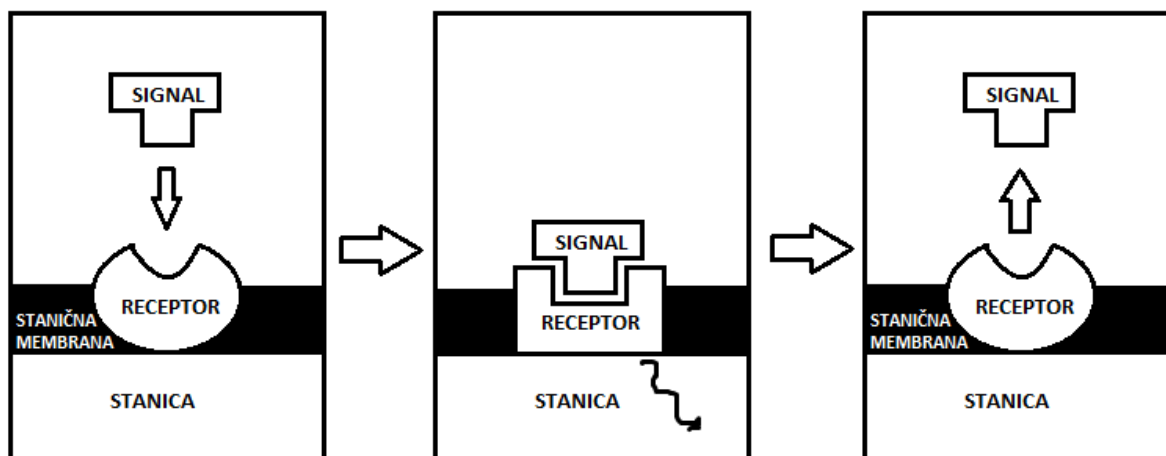 SIGNAL
RECEPTOR
STANIČNA
MEMBRANA
STANICA
SIGNAL
RECEPTOR
STANICA
SIGNAL
RECEPTOR
STANIČNA
MEMBRANA
STANICA